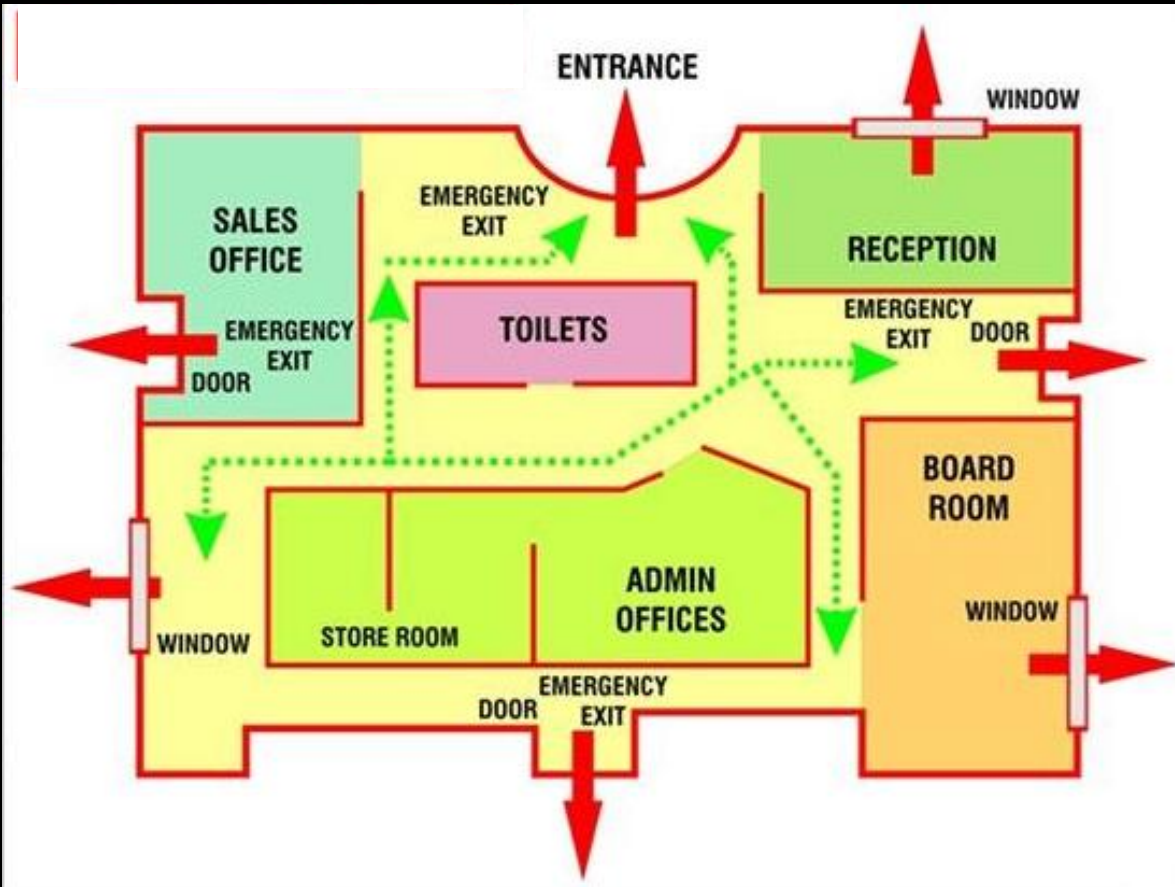 ENTRANCE
WINDOW
EMERGENCY
EXIT
SALES
OFFICE
RECEPTION
EMERGENCY
EXIT
DOOR
TOILETS
EMERGENCY
EXIT
DOOR
BOARD
ROOM
ADMIN
OFFICES
STORE ROOM
WINDOW
WINDOW
EMERGENCY
EXIT
DOOR